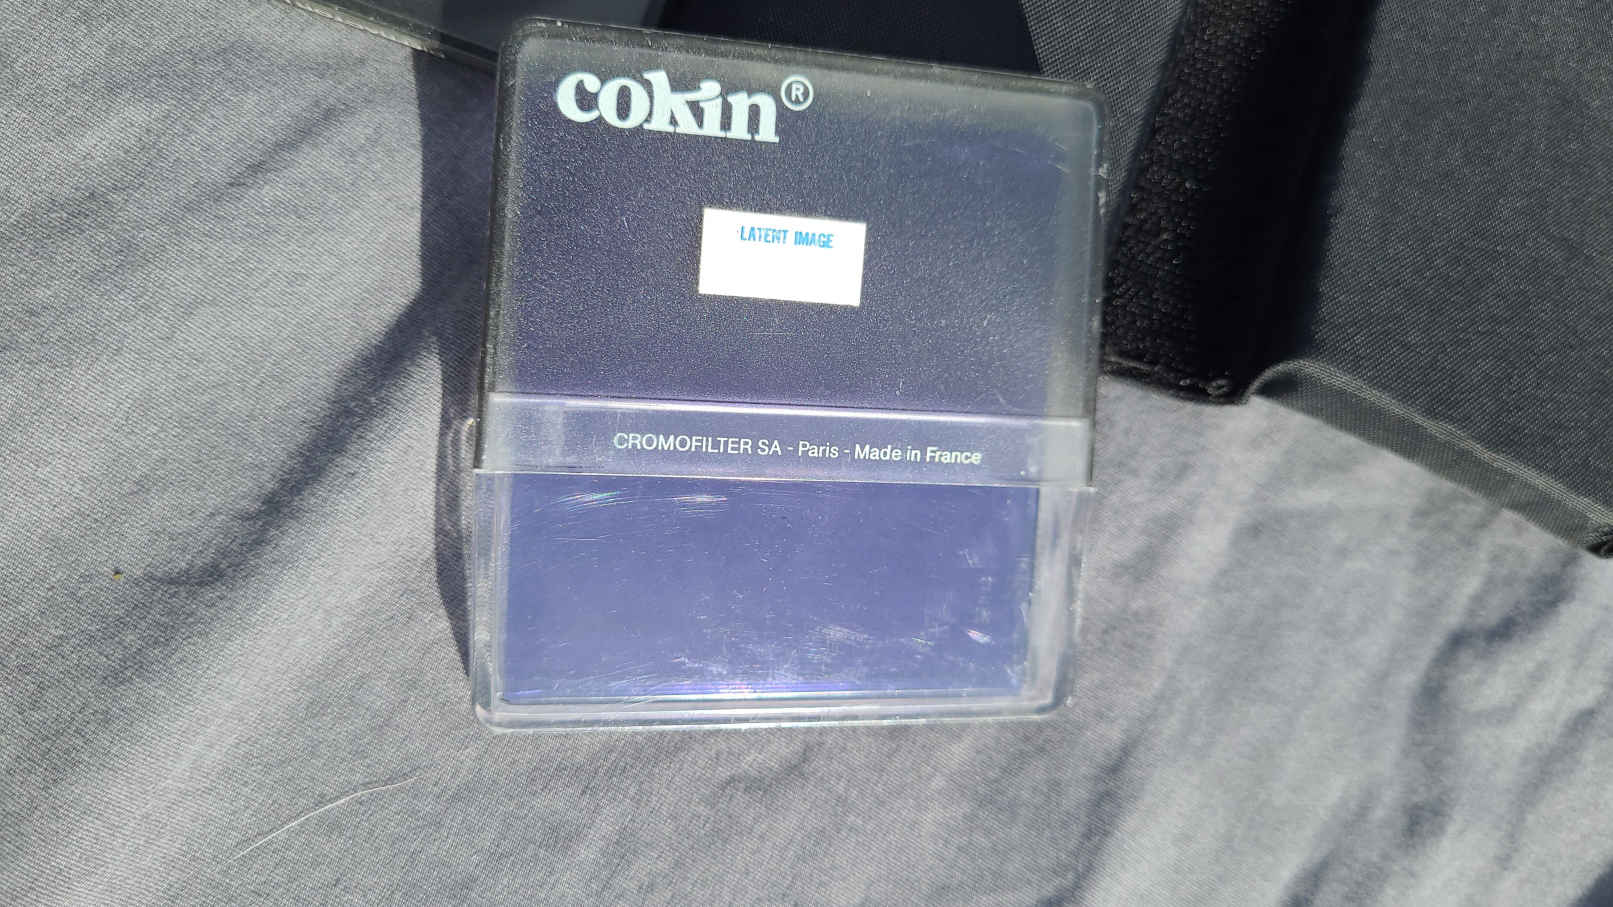 cokin®
LATENT IMAGE
CROMOFILTER SA - Paris - Made in France